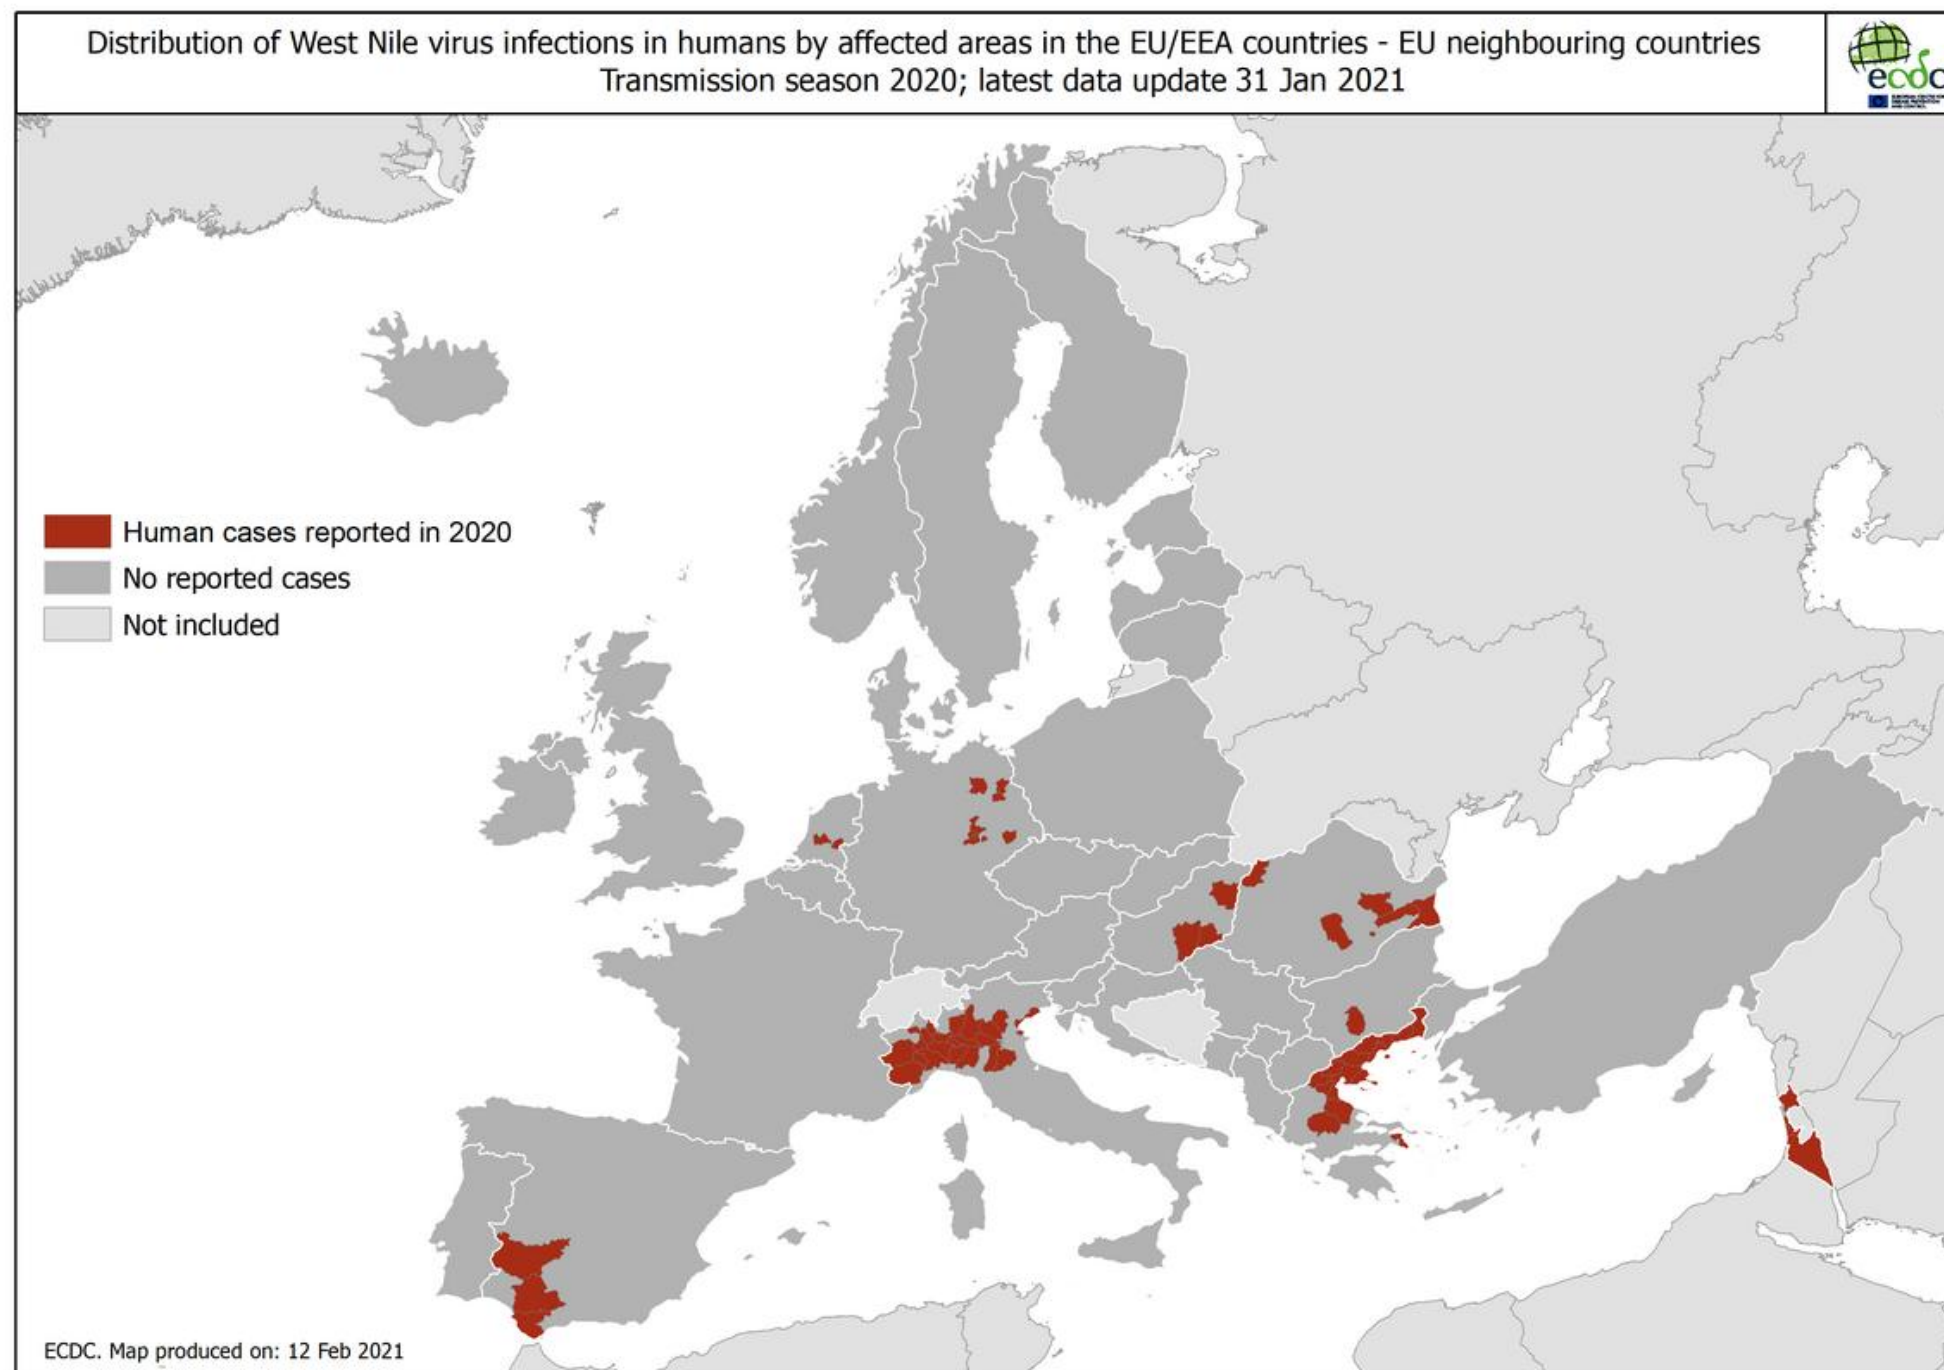 Distribution of West Nile virus infections in humans by affected areas in the EU/EEA countries - EU neighbouring countries
Transmission season 2020; latest data update 31 Jan 2021
ecdc
Human cases reported in 2020
No reported cases
Not included
ECDC. Map produced on: 12 Feb 2021